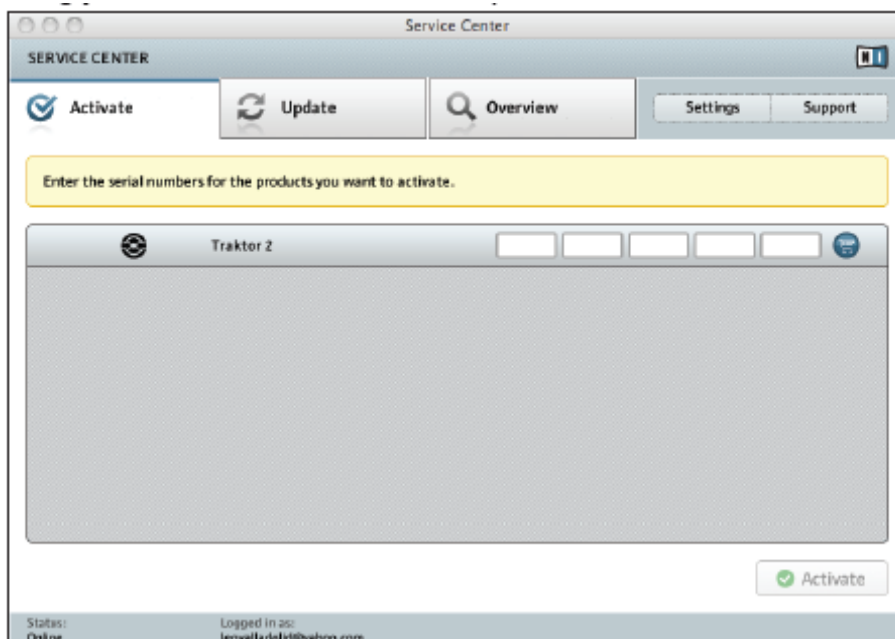 Service Center
SERVICE CENTER
Activate
Update
Overview
Settings
Support
Enter the serial numbers for the products you want to activate.
Traktor 2
Activate
Status:
Logged in as:
Online